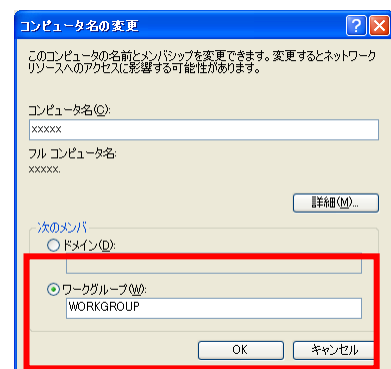 コンピュータ名の変更
このコンピュータの名前とメンバシップを変更できます。変更するとネットワーク
リソースへのアクセスに影響する可能性があります。
コンピュータ名(C):
xxxxx
フル コンピュータ名:
xxxxx.
詳細(M)...
次のメンバ
ドメイン(D):
ワークグループ(W):
WORKGROUP
OK キャンセル